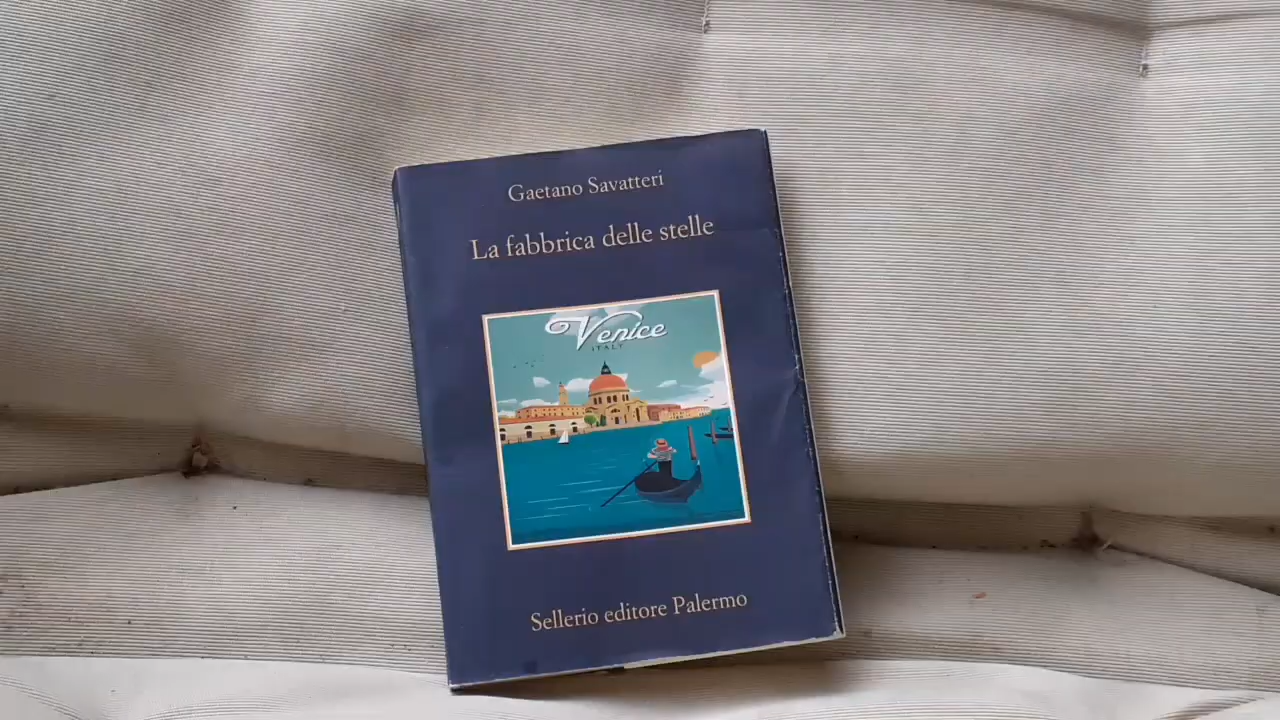 Gaetano Savatteri
La fabbrica delle stelle
Venice
ITALY
Sellerio editore Palermo